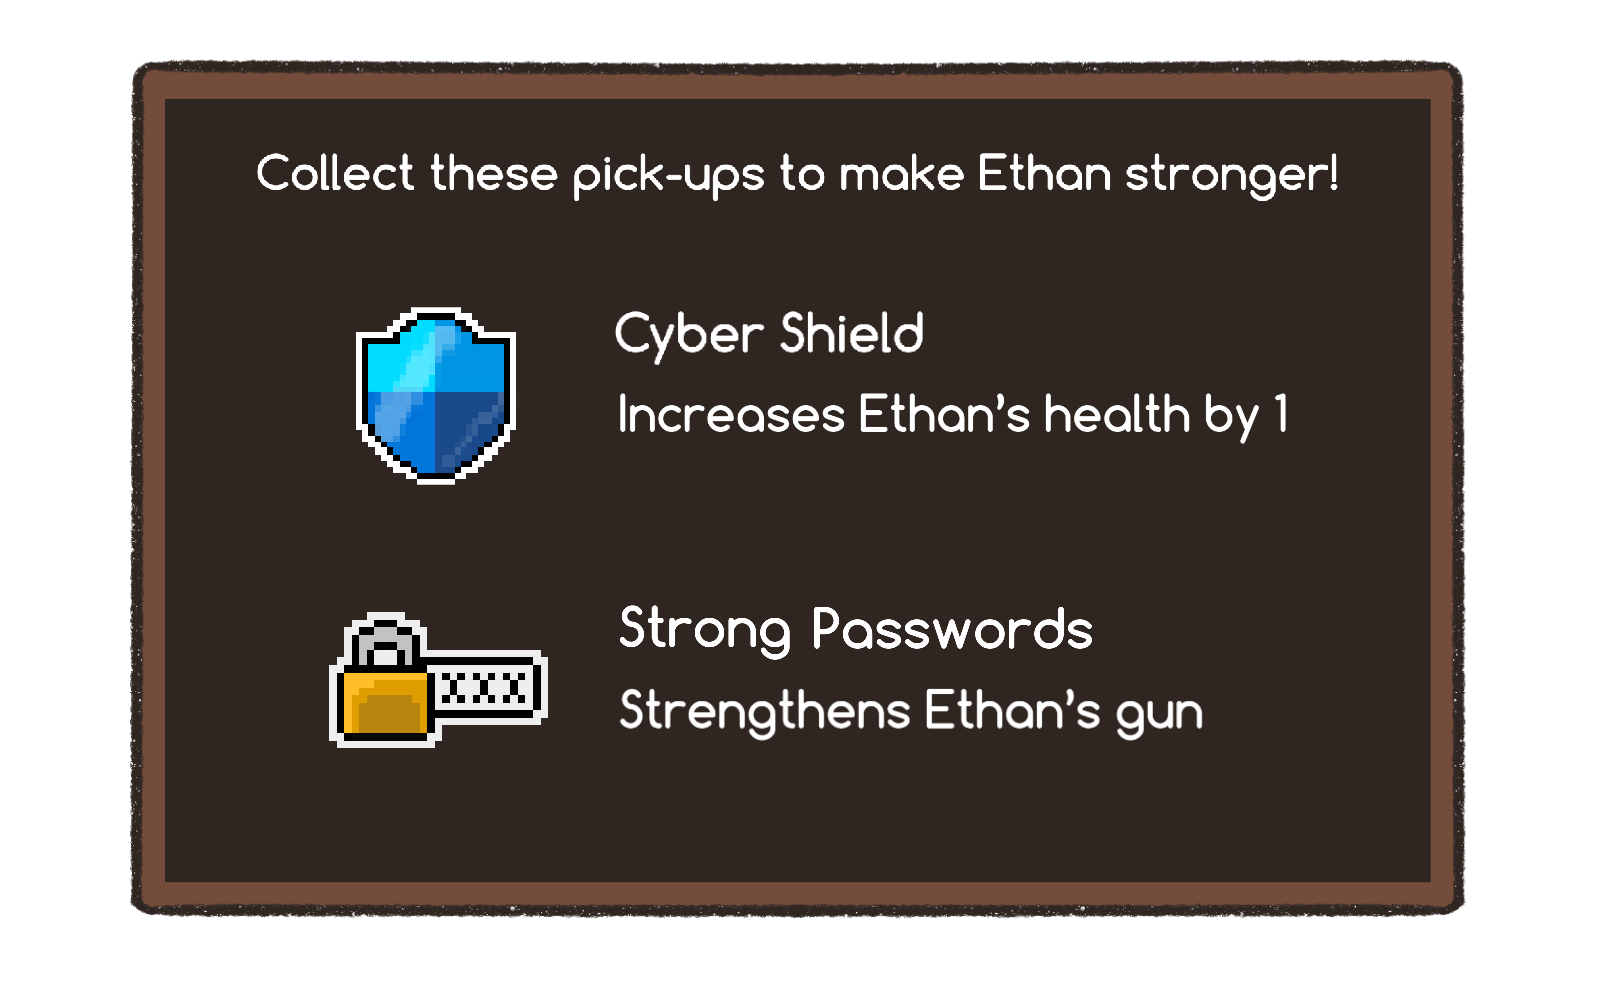 Collect these pick-ups to make Ethan stronger!
Cyber Shield
Increases Ethan’s health by 1
XXX
Strong Passwords
Strengthens Ethan’s gun